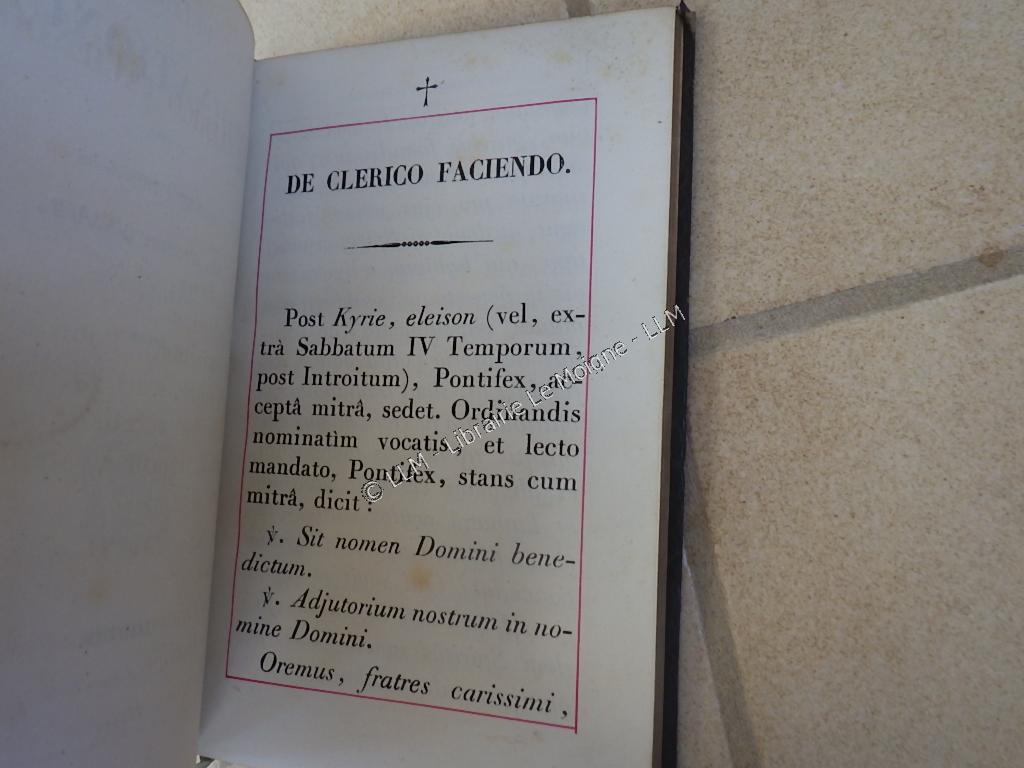 DE CLERICO FACIENDO.
Post Kyrie, eleison (vel, ex-
trà Sabbatum IV Temporum,
post Introitum), Pontifex, ac-
ceptâ mitrâ, sedet. Ordinandis
nominatìm vocatis, et lecto
mandato, Pontifex, stans cum
mitrâ, dicit :
℣. Sit nomen Domini bene-
dictum.
℣. Adjutorium nostrum in no-
mine Domini.
Oremus, fratres carissimi,
© LLM - Librairie Le Moigne - LLM